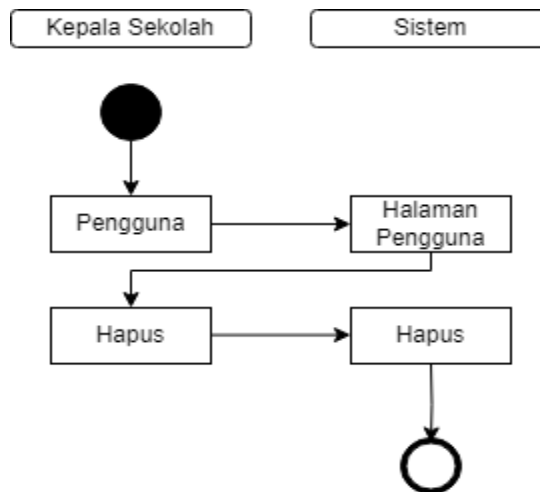 Kepala Sekolah
Sistem
Pengguna
Halaman
Pengguna
Hapus
Hapus